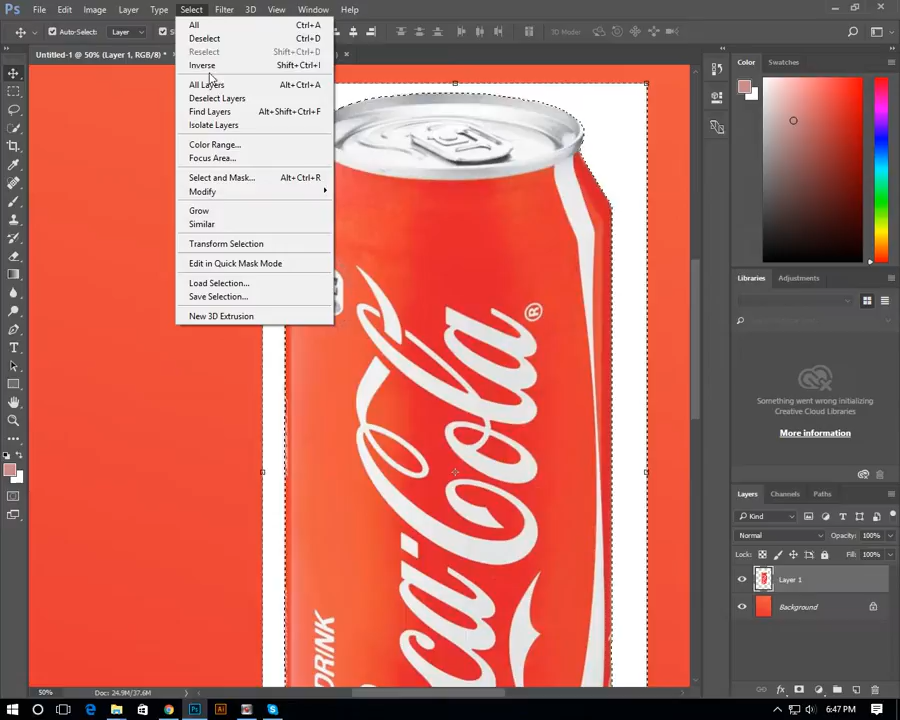 Ps File Edit Image Layer Type Select Filter 3D View Window Help
Auto-Select: Layer 3D Mode:
Untitled-1 @ 50% (Layer 1, RGB/8) *
All Ctrl+A
Deselect Ctrl+D
Reselect Shift+Ctrl+D
Inverse Shift+Ctrl+I
All Layers Alt+Ctrl+A
Deselect Layers
Find Layers Alt+Shift+Ctrl+F
Isolate Layers
Color Range...
Focus Area...
Select and Mask... Alt+Ctrl+R
Modify
Grow
Similar
Transform Selection
Edit in Quick Mask Mode
Load Selection...
Save Selection...
New 3D Extrusion
Coca-Cola ®
DRINK
Color Swatches
Libraries Adjustments
Something went wrong initializing
Creative Cloud Libraries
More information
Layers Channels Paths
Kind
Normal Opacity: 100%
Lock: Fill: 100%
Layer 1
Background
50% Doc: 24.9M/37.6M
6:47 PM